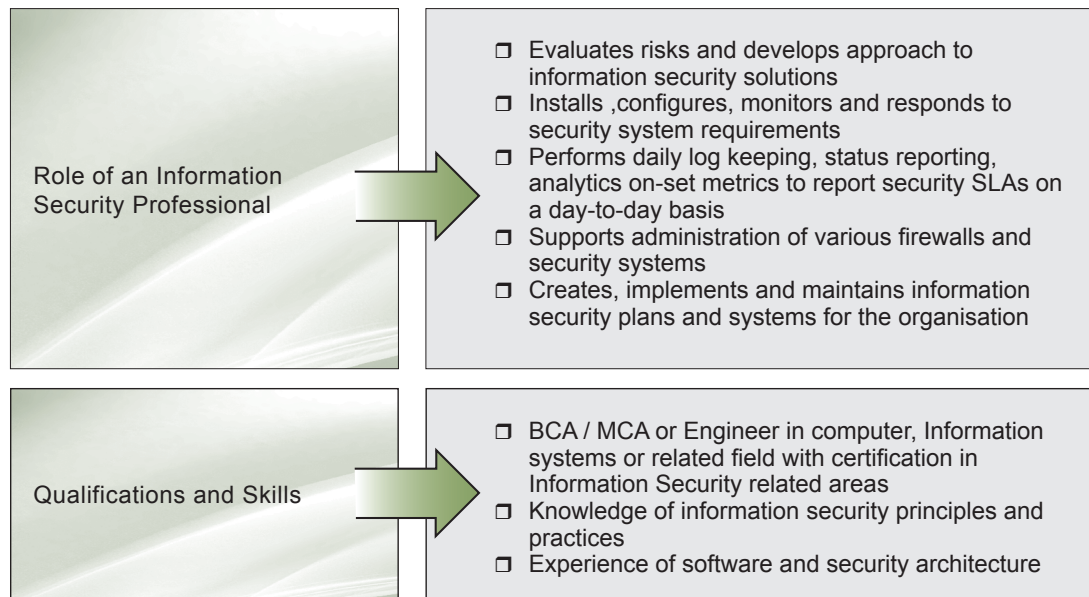 Role of an Information
Security Professional
❒ Evaluates risks and develops approach to
information security solutions
❒ Installs ,configures, monitors and responds to
security system requirements
❒ Performs daily log keeping, status reporting,
analytics on-set metrics to report security SLAs on
a day-to-day basis
❒ Supports administration of various firewalls and
security systems
❒ Creates, implements and maintains information
security plans and systems for the organisation
Qualifications and Skills
❒ BCA / MCA or Engineer in computer, Information
systems or related field with certification in
Information Security related areas
❒ Knowledge of information security principles and
practices
❒ Experience of software and security architecture